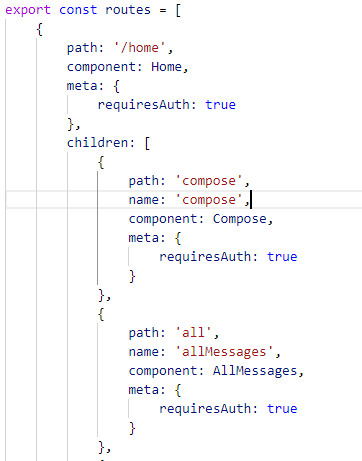 export const routes = [
    {
        path: '/home',
        component: Home,
        meta: {
            requiresAuth: true
        },
        children: [
            {
                path: 'compose',
                name: 'compose',
                component: Compose,
                meta: {
                    requiresAuth: true
                }
            },
            {
                path: 'all',
                name: 'allMessages',
                component: AllMessages,
                meta: {
                    requiresAuth: true
                }
            },